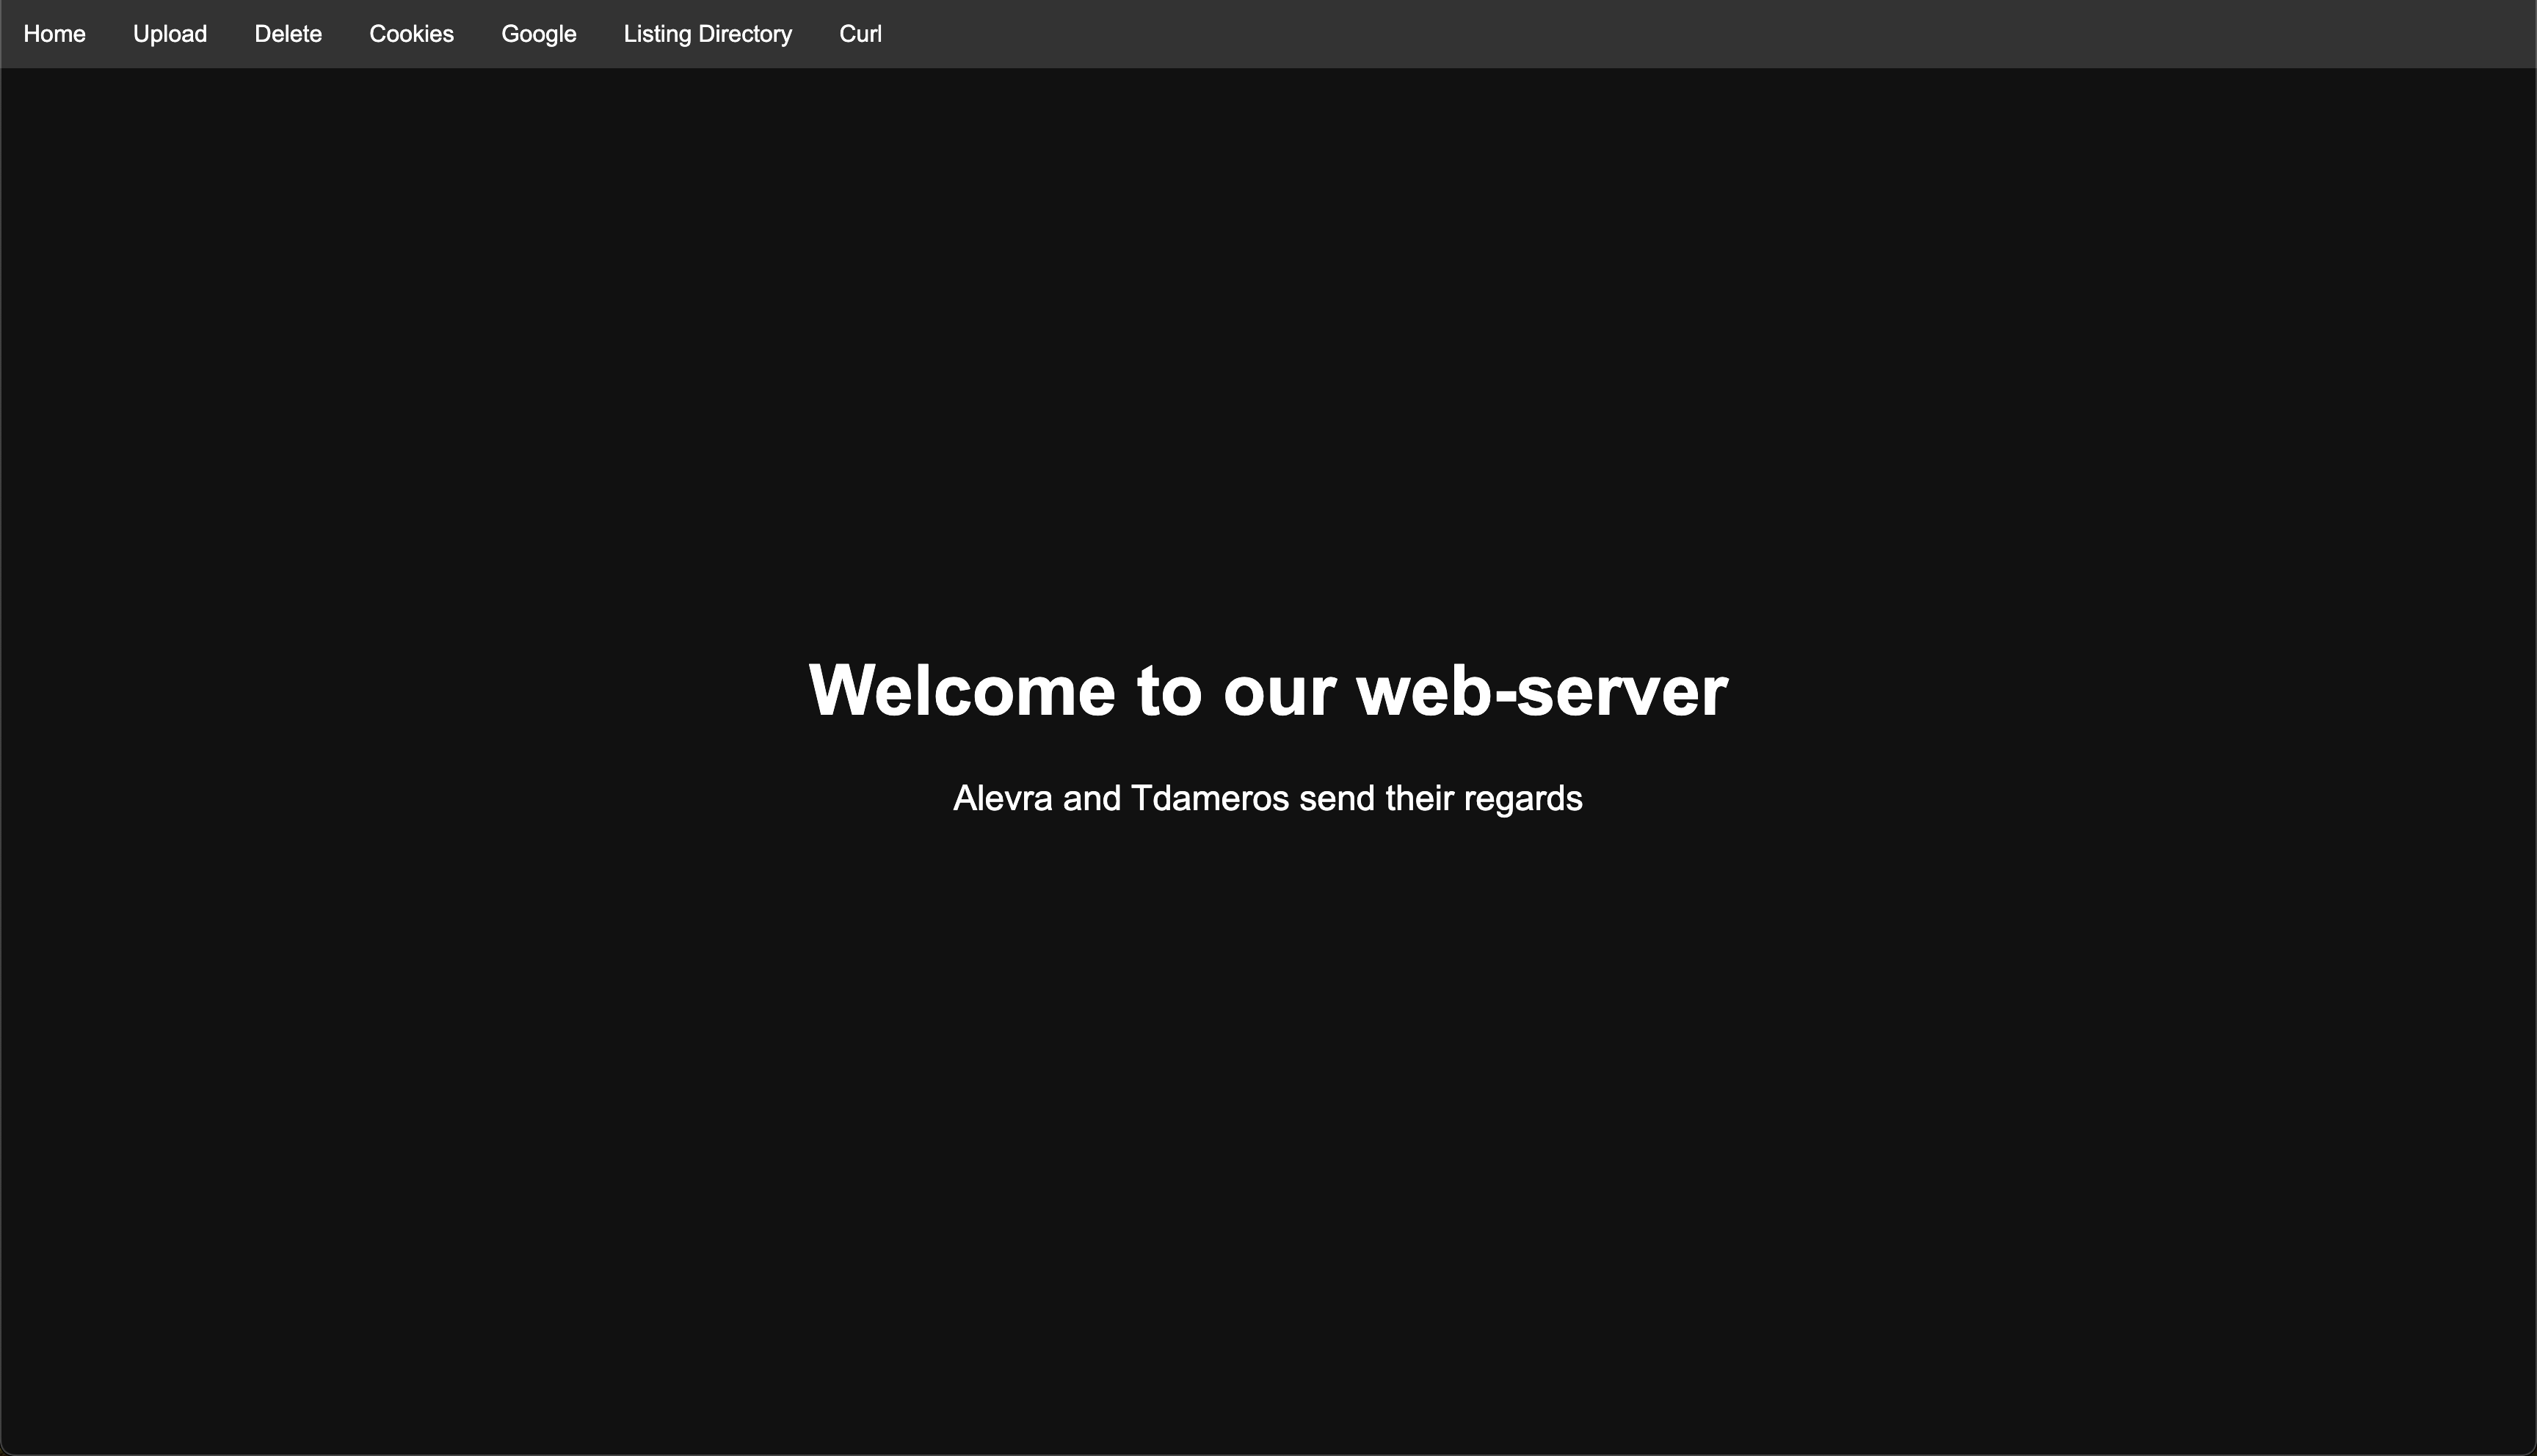 Home Upload Delete Cookies Google Listing Directory Curl
Welcome to our web-server
Alevra and Tdameros send their regards